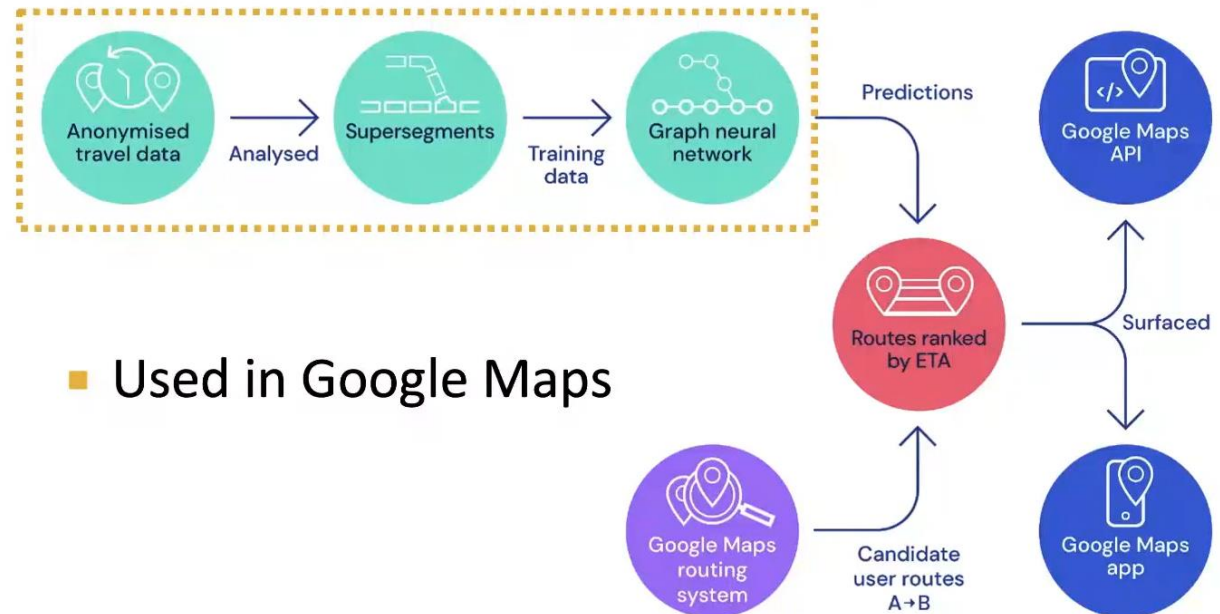 Anonymised
travel data
Analysed
Supersegments
Training
data
Graph neural
network
Predictions
</>
Google Maps
API
Routes ranked
by ETA
Surfaced
Used in Google Maps
Google Maps
routing
system
Candidate
user routes
A→B
Google Maps
app